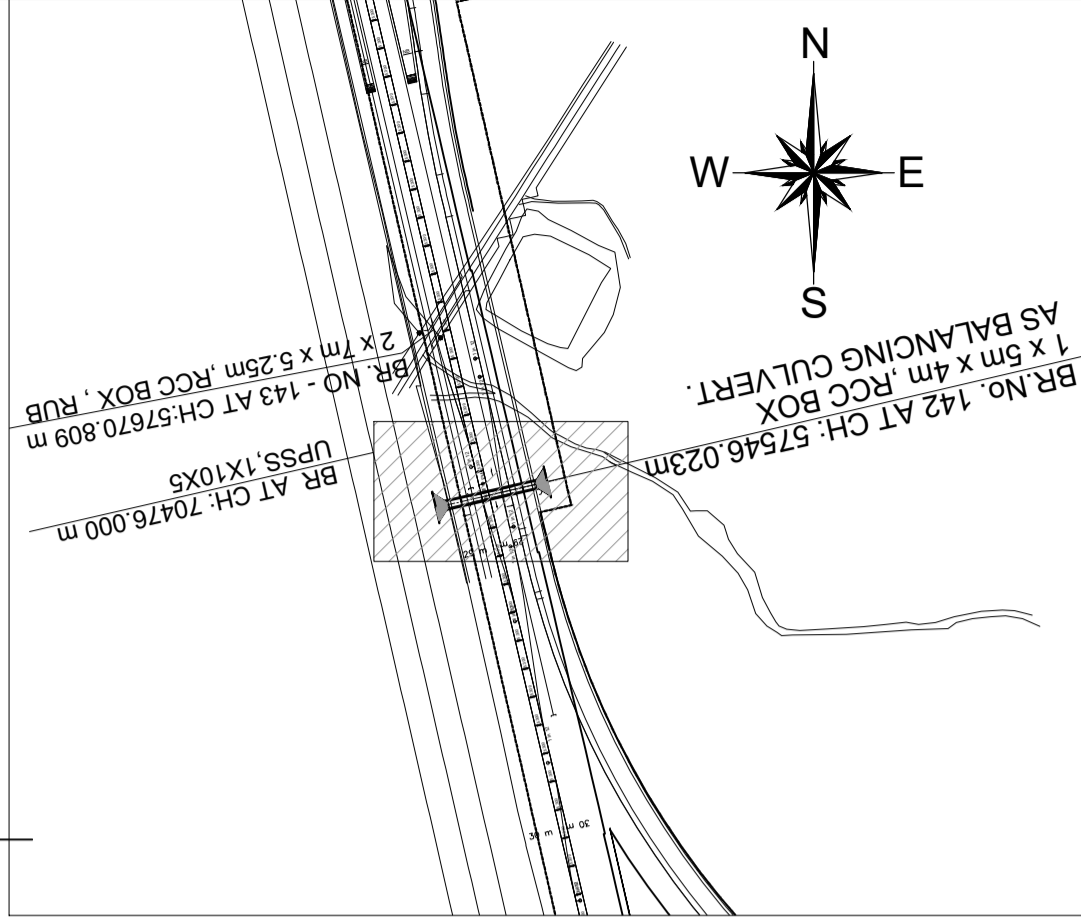 N
W
E
S
BR. NO - 143 AT CH:57670.809 m
2 x 7m x 5.25m ,RCC BOX , RUB
BR AT CH: 70476.000 m
UPSS,1X10X5
BR.No. 142 AT CH: 57546.023m
1 x 5m x 4m ,RCC BOX
AS BALANCING CULVERT.
30 m